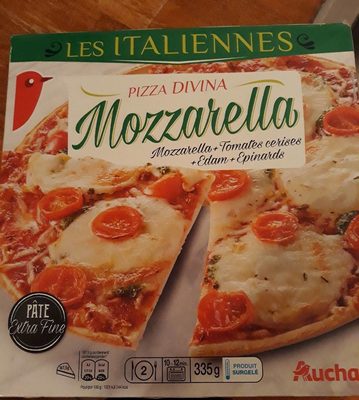 LES ITALIENNES
PIZZA DIVINA
Mozzarella
Mozzarella + Tomates cerises
+ Edam + Epinards
PÂTE
Extra Fine
2
10-12
335g
PRODUIT
SURGELÉ
Aucha